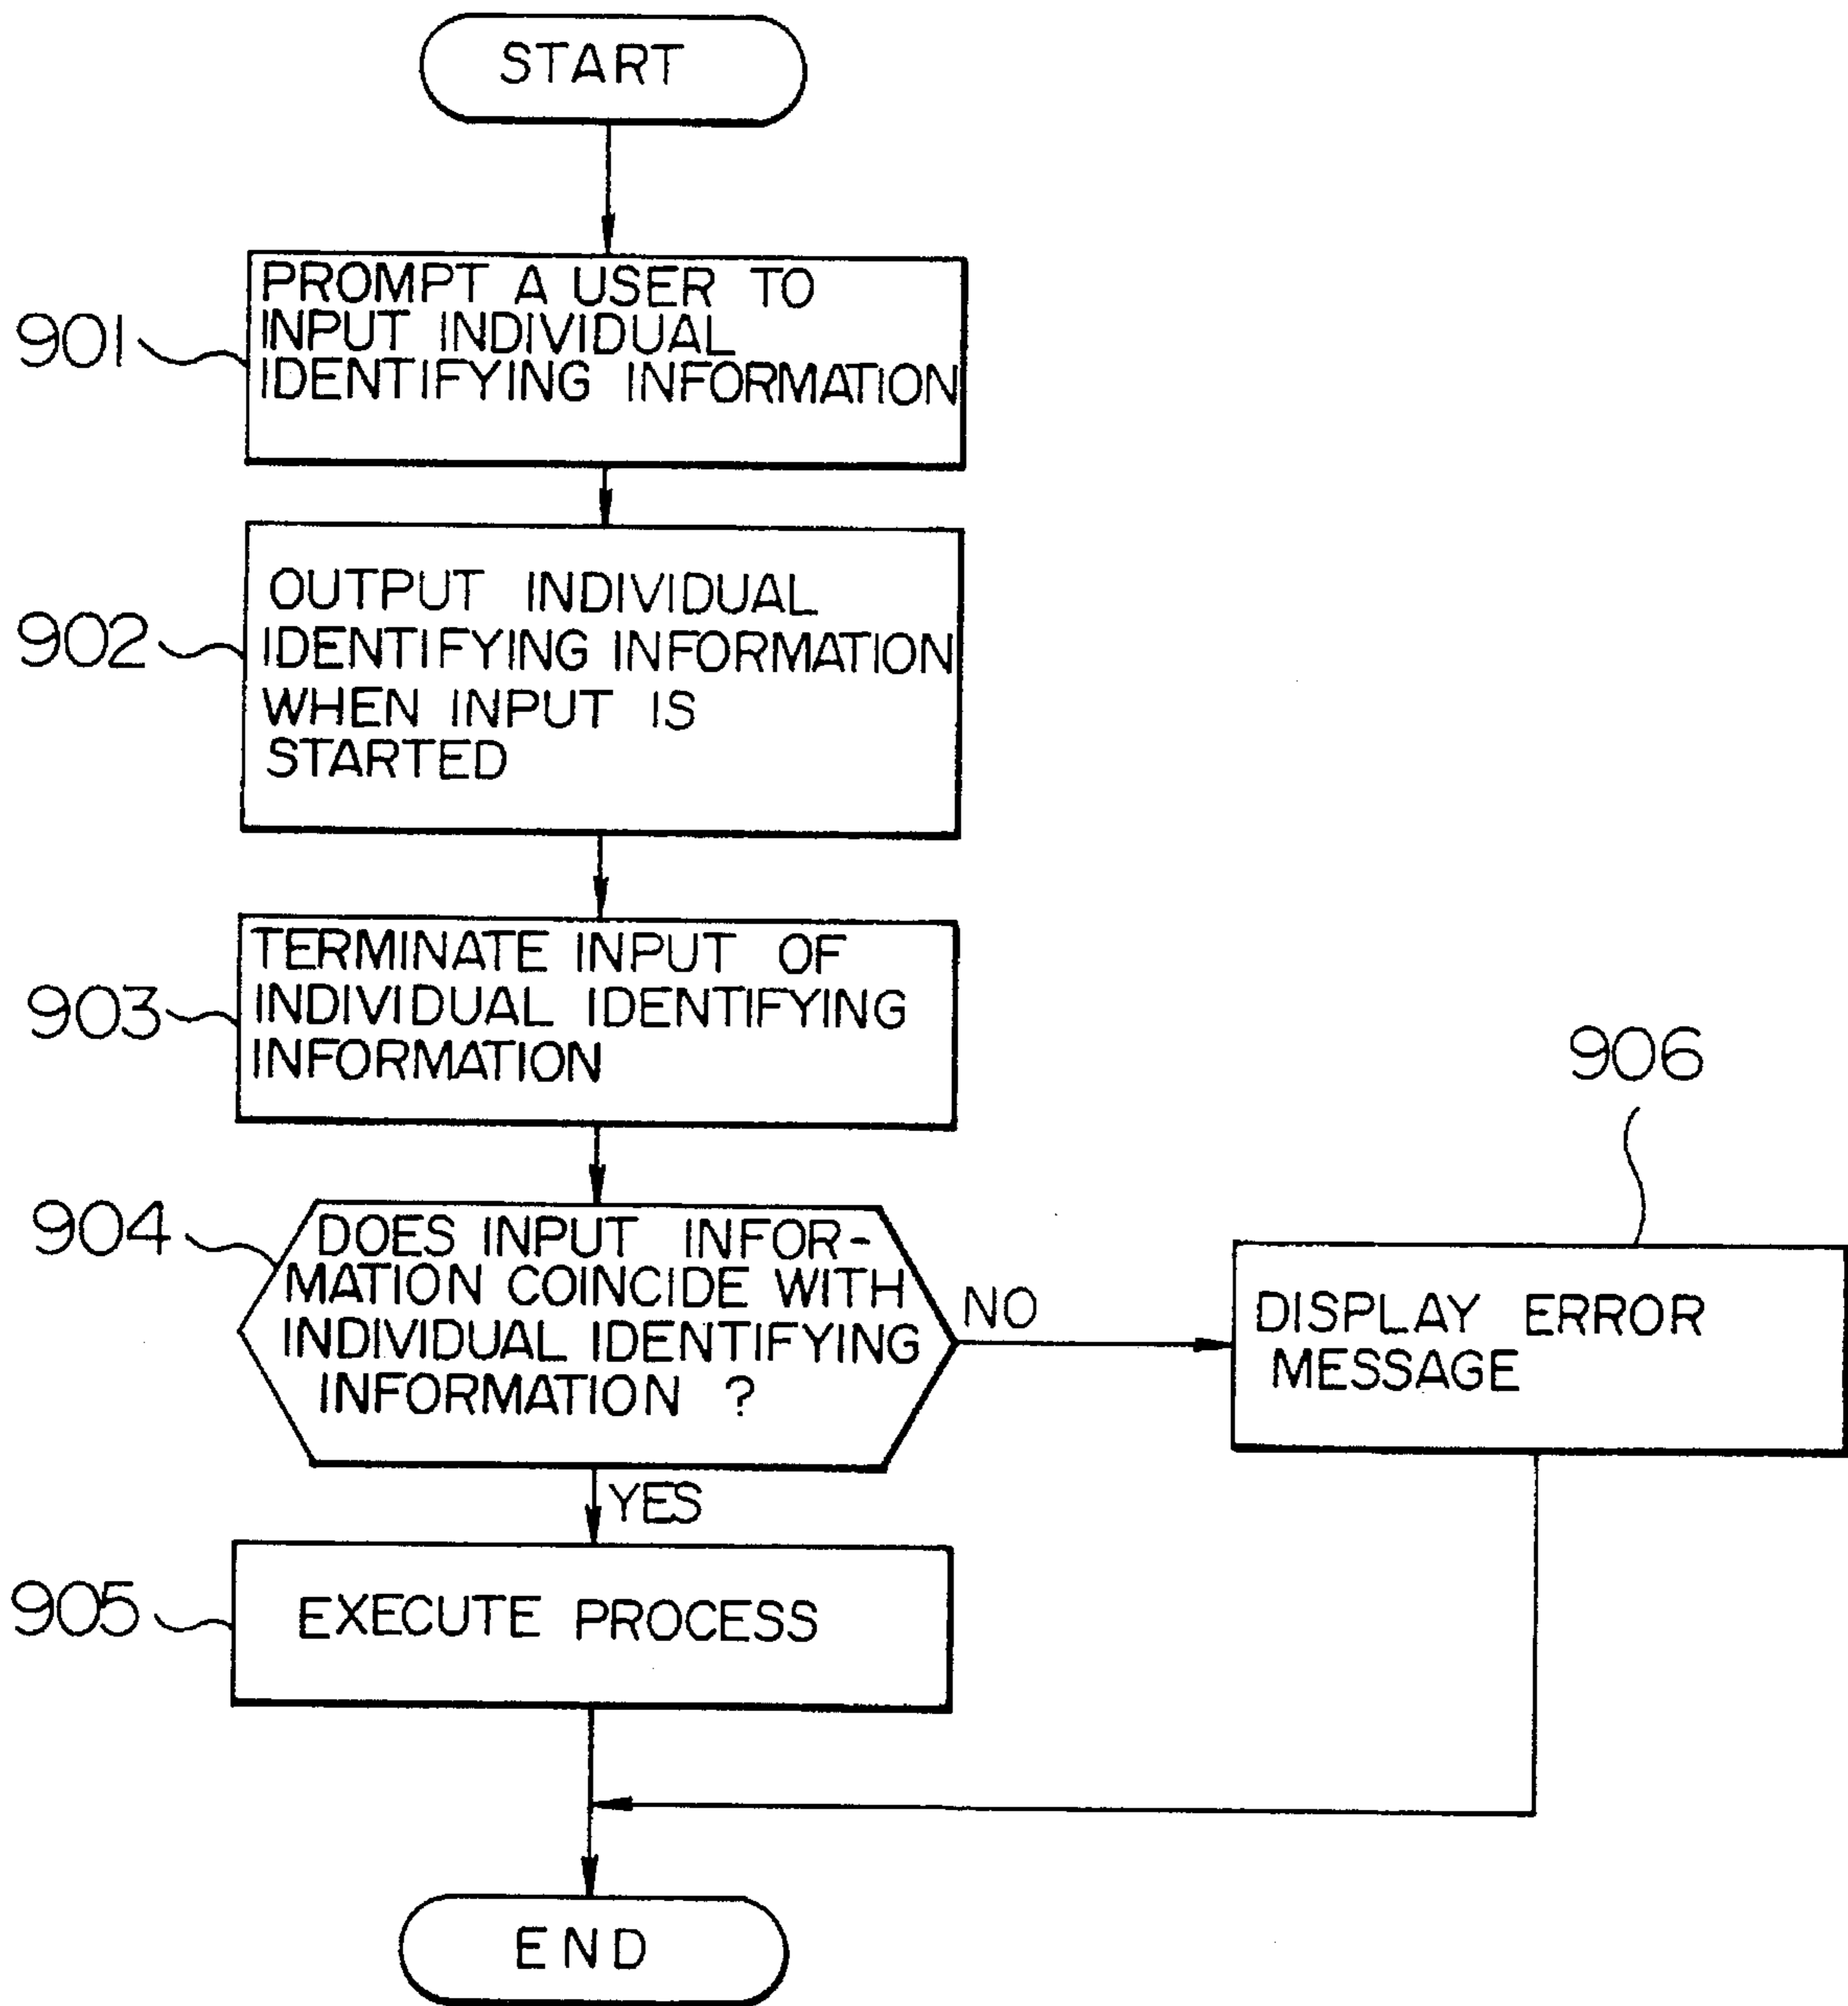 START
901
PROMPT A USER TO
INPUT INDIVIDUAL
IDENTIFYING INFORMATION
902
OUTPUT INDIVIDUAL
IDENTIFYING INFORMATION
WHEN INPUT IS
STARTED
903
TERMINATE INPUT OF
INDIVIDUAL IDENTIFYING
INFORMATION
904
DOES INPUT INFOR-
MATION COINCIDE WITH
INDIVIDUAL IDENTIFYING
INFORMATION ?
NO
906
DISPLAY ERROR
MESSAGE
YES
905
EXECUTE PROCESS
END